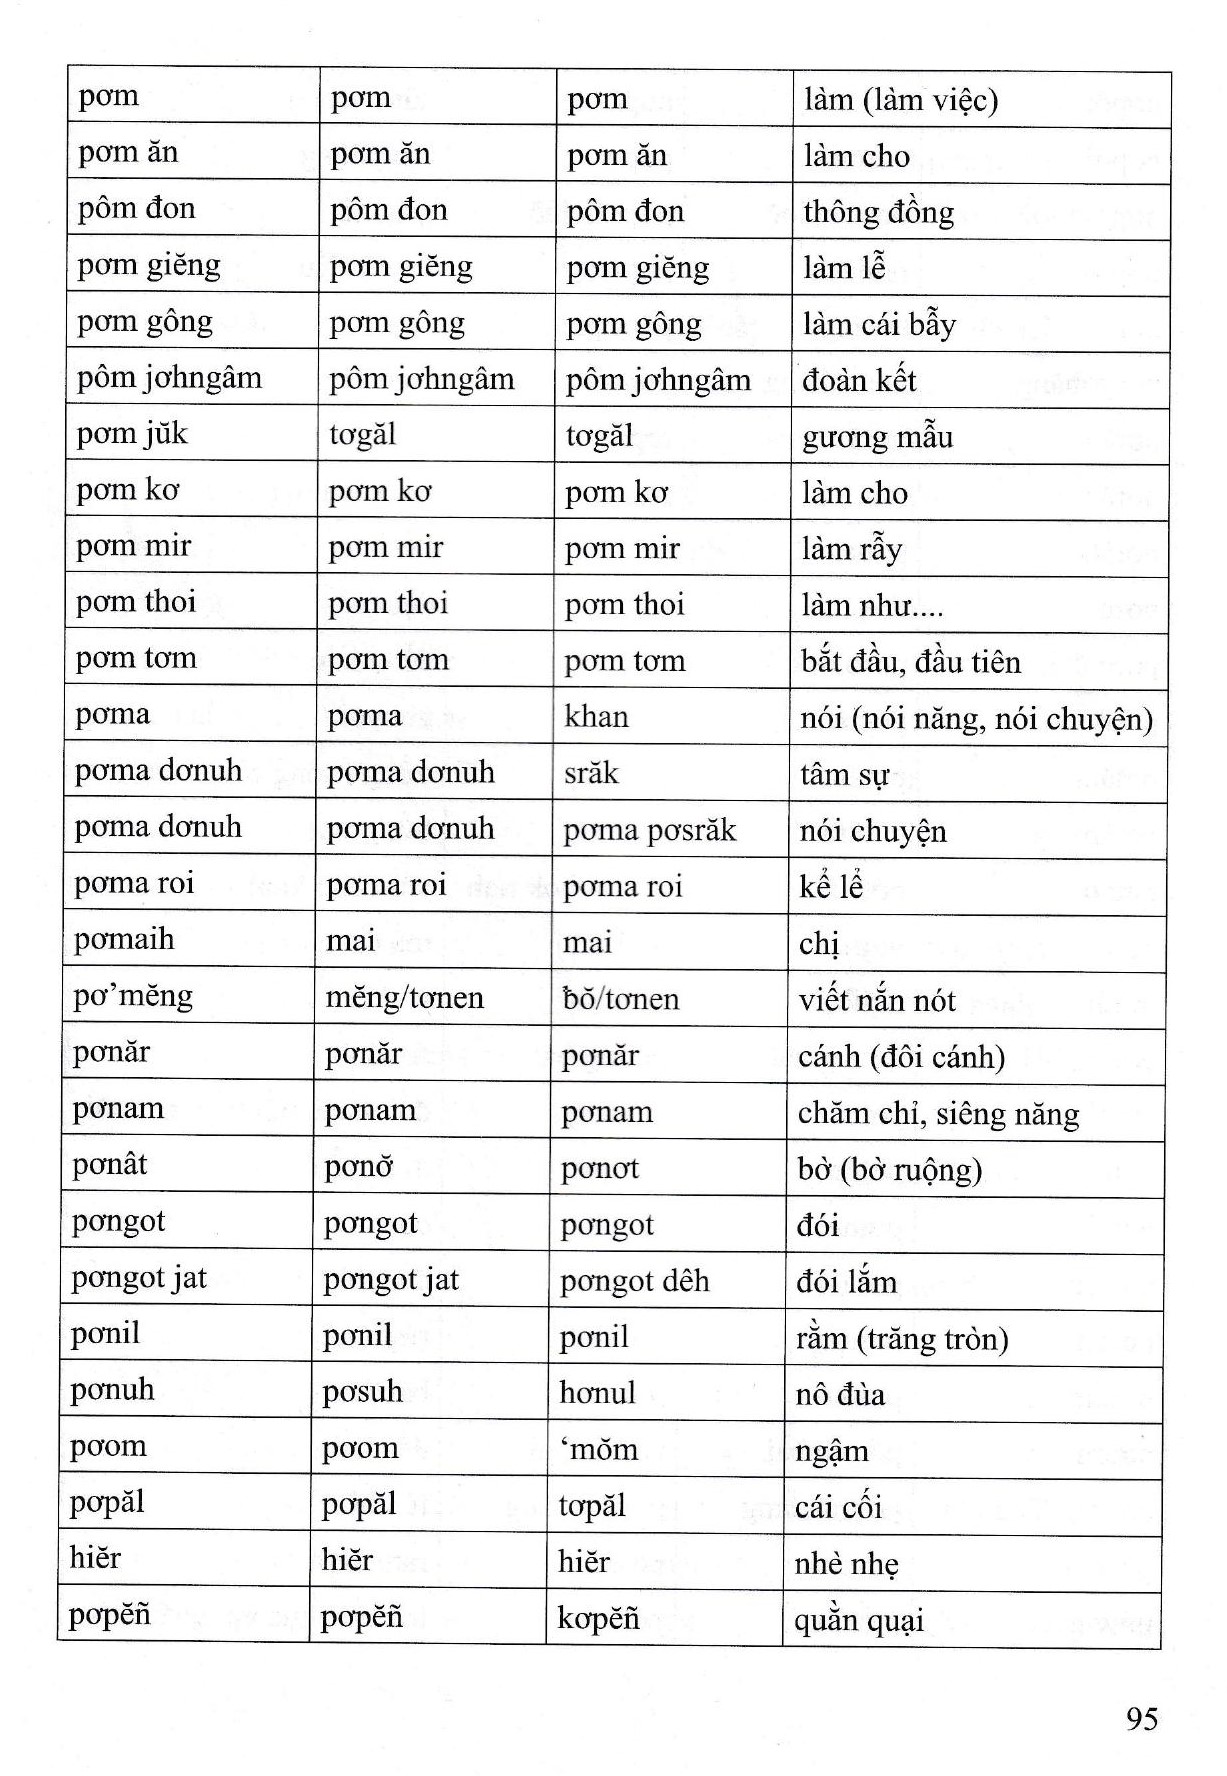 pơm pơm pơm làm (làm việc)
pơm ăn pơm ăn pơm ăn làm cho
pôm đon pôm đon pôm đon thông đồng
pơm giĕng pơm giĕng pơm giĕng làm lễ
pơm gông pơm gông pơm gông làm cái bẫy
pôm jơhngâm pôm jơhngâm pôm jơhngâm đoàn kết
pơm jŭk tơgăl tơgăl gương mẫu
pơm kơ pơm kơ pơm kơ làm cho
pơm mir pơm mir pơm mir làm rẫy
pơm thoi pơm thoi pơm thoi làm như....
pơm tơm pơm tơm pơm tơm bắt đầu, đầu tiên
pơma pơma khan nói (nói năng, nói chuyện)
pơma dơnuh pơma dơnuh srăk tâm sự
pơma dơnuh pơma dơnuh pơma pơsrăk nói chuyện
pơma roi pơma roi pơma roi kể lể
pơmaih mai mai chị
pơ’mĕng mĕng/tơnen ƀŏ/tơnen viết nắn nót
pơnăr pơnăr pơnăr cánh (đôi cánh)
pơnam pơnam pơnam chăm chỉ, siêng năng
pơnât pơnơ̆ pơnơt bờ (bờ ruộng)
pơngot pơngot pơngot đói
pơngot jat pơngot jat pơngot dêh đói lắm
pơnil pơnil pơnil rằm (trăng tròn)
pơnuh pơsuh hơnul nô đùa
pơom pơom ‘mŏm ngậm
pơpăl pơpăl tơpăl cái cối
hiĕr hiĕr hiĕr nhè nhẹ
pơpĕñ pơpĕñ kơpĕñ quằn quại
95